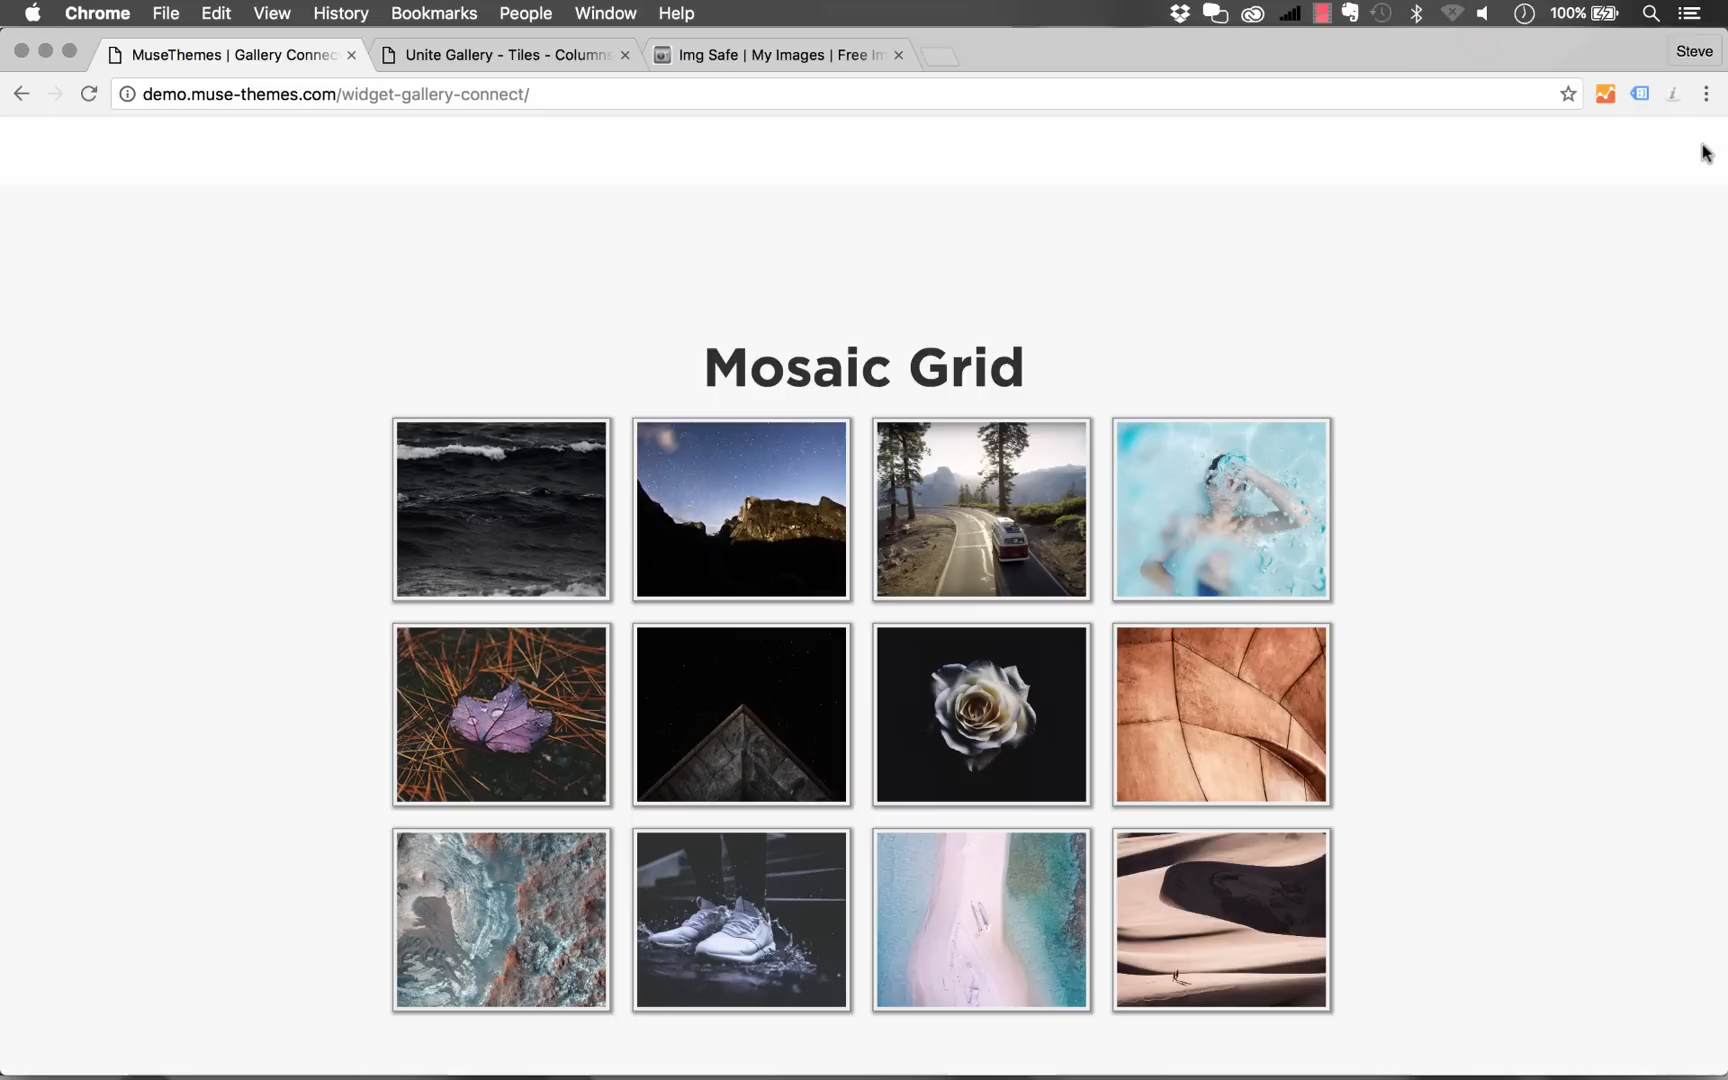 Chrome File Edit View History Bookmarks People Window Help 100%
MuseThemes | Gallery Connec Unite Gallery - Tiles - Columns Img Safe | My Images | Free Im Steve
demo.muse-themes.com/widget-gallery-connect/
Mosaic Grid